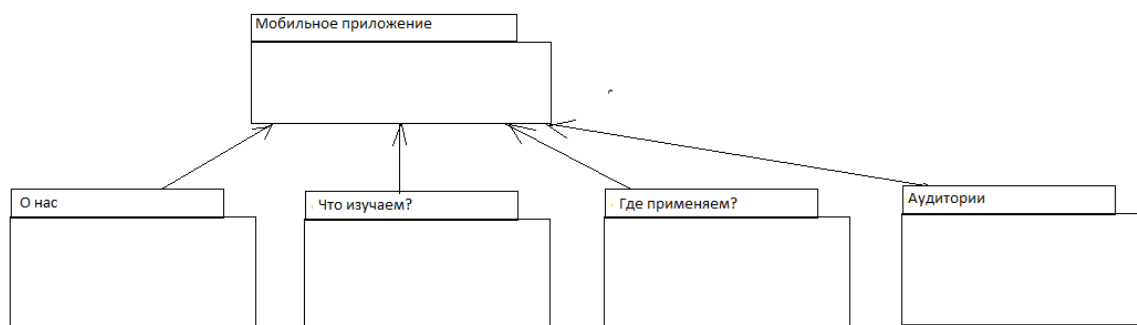 Мобильное приложение
О нас
Что изучаем?
Где применяем?
Аудитории